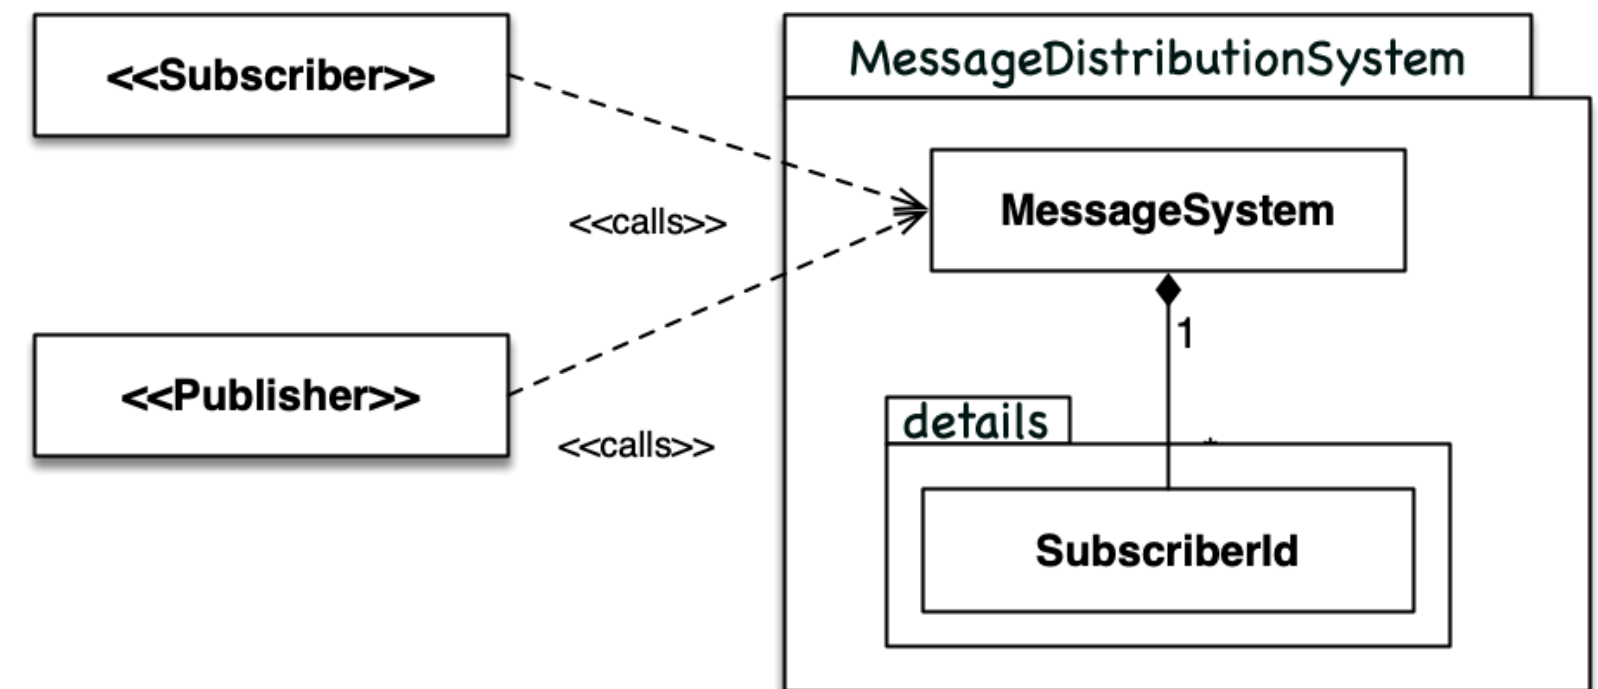 <<Subscriber>>
MessageDistributionSystem
MessageSystem
<<calls>>
1
<<Publisher>>
<<calls>>
details
SubscriberId